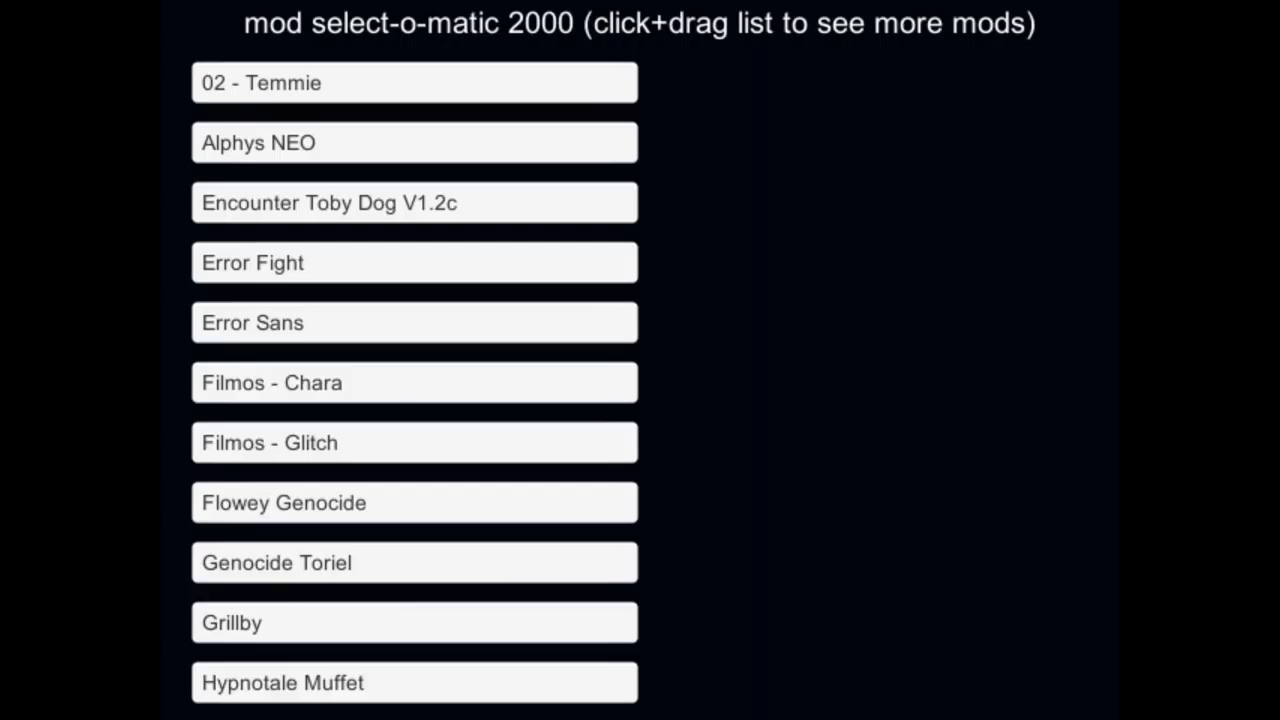 mod select-o-matic 2000 (click+drag list to see more mods)
02 - Temmie
Alphys NEO
Encounter Toby Dog V1.2c
Error Fight
Error Sans
Filmos - Chara
Filmos - Glitch
Flowey Genocide
Genocide Toriel
Grillby
Hypnotale Muffet